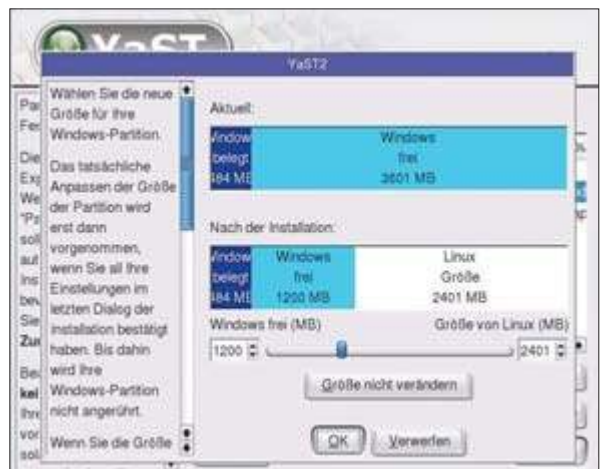 YaST
YaST2
Wählen Sie die neue
Größe für Ihre
Windows-Partition.
Das tatsächliche
Anpassen der Größe
der Partition wird
erst dann
vorgenommen,
wenn Sie all Ihre
Einstellungen im
letzten Dialog der
Installation bestätigt
haben. Bis dahin
wird Ihre
Windows-Partition
nicht angerührt.
Wenn Sie die Größe
Aktuell:
Window
belegt
484 MB
Windows
frei
3601 MB
Nach der Installation:
Window
belegt
484 MB
Windows
frei
1200 MB
Linux
Größe
2401 MB
Windows frei (MB)
Größe von Linux (MB)
1200
2401
Größe nicht verändern
OK
Verwerfen